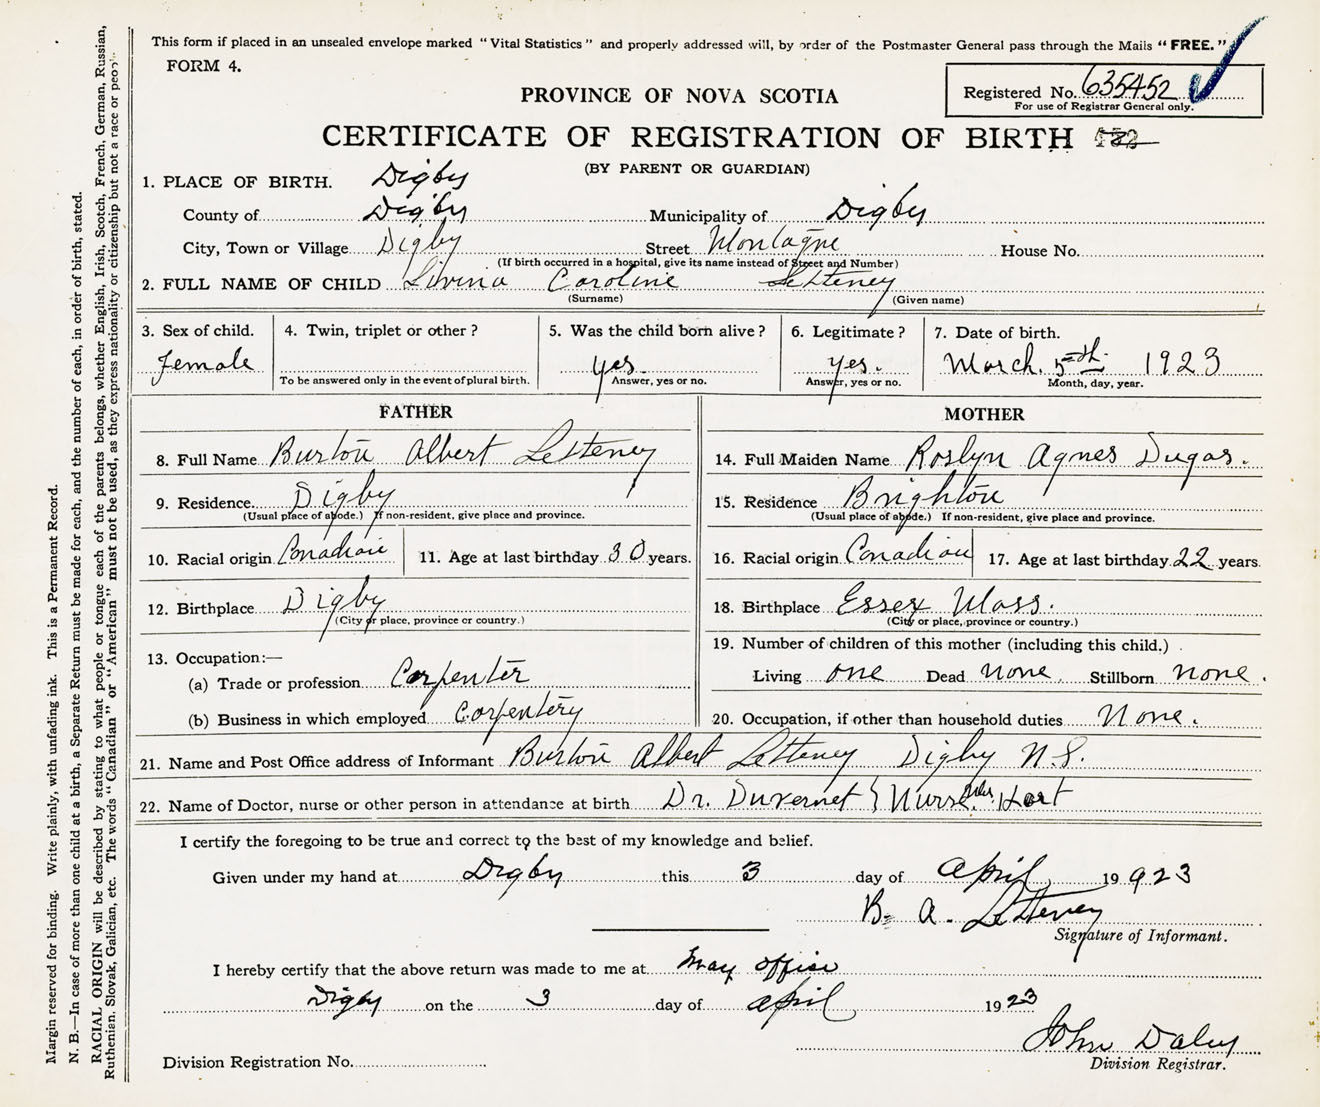 This form if placed in an unsealed envelope marked "Vital Statistics" and properly addressed will, by order of the Postmaster General pass through the Mails "FREE."
FORM 4.
Registered No. 635452
For use of Registrar General only.
PROVINCE OF NOVA SCOTIA
CERTIFICATE OF REGISTRATION OF BIRTH
(BY PARENT OR GUARDIAN)
1. PLACE OF BIRTH. Digby
County of Digby Municipality of Digby
City, Town or Village Digby Street Montague House No.
(If birth occurred in a hospital, give its name instead of Street and Number)
2. FULL NAME OF CHILD Livina Caroline Letteney
(Surname) (Given name)
3. Sex of child. 4. Twin, triplet or other? 5. Was the child born alive? 6. Legitimate? 7. Date of birth.
female yes. yes. March. 5th 1923
To be answered only in the event of plural birth. Answer, yes or no. Answer, yes or no. Month, day, year.
FATHER MOTHER
8. Full Name Burton Albert Letteney 14. Full Maiden Name Roslyn Agnes Dugas.
9. Residence. Digby 15. Residence Brighton
(Usual place of abode.) If non-resident, give place and province. (Usual place of abode.) If non-resident, give place and province.
10. Racial origin Canadian 11. Age at last birthday 30 years. 16. Racial origin Canadian 17. Age at last birthday 22 years.
12. Birthplace Digby 18. Birthplace Essex Mass.
(City or place, province or country.) (City or place, province or country.)
13. Occupation:— 19. Number of children of this mother (including this child.)
(a) Trade or profession Carpenter Living one Dead none. Stillborn none.
(b) Business in which employed Carpentery 20. Occupation, if other than household duties None.
21. Name and Post Office address of Informant Burton Albert Letteney Digby N.S.
22. Name of Doctor, nurse or other person in attendance at birth Dr. Duvernet & Nurse Mrs. Hart
I certify the foregoing to be true and correct to the best of my knowledge and belief.
Given under my hand at Digby this 3 day of April 19 923
B. A. Letteney
Signature of Informant.
I hereby certify that the above return was made to me at my office
Digby on the 3 day of April 19 23
John Daley
Division Registration No. Division Registrar.
Margin reserved for binding. Write plainly, with unfading ink. This is a Permanent Record.
N. B.—In case of more than one child at a birth, a Separate Return must be made for each, and the number of each, in order of birth, stated.
RACIAL ORIGIN will be described by stating to what people or tongue each of the parents belongs, whether English, Irish, Scotch, French, German, Russian,
Ruthenian, Slovak, Galician, etc. The words "Canadian" or "American" must not be used, as they express nationality or citizenship but not a race or peop